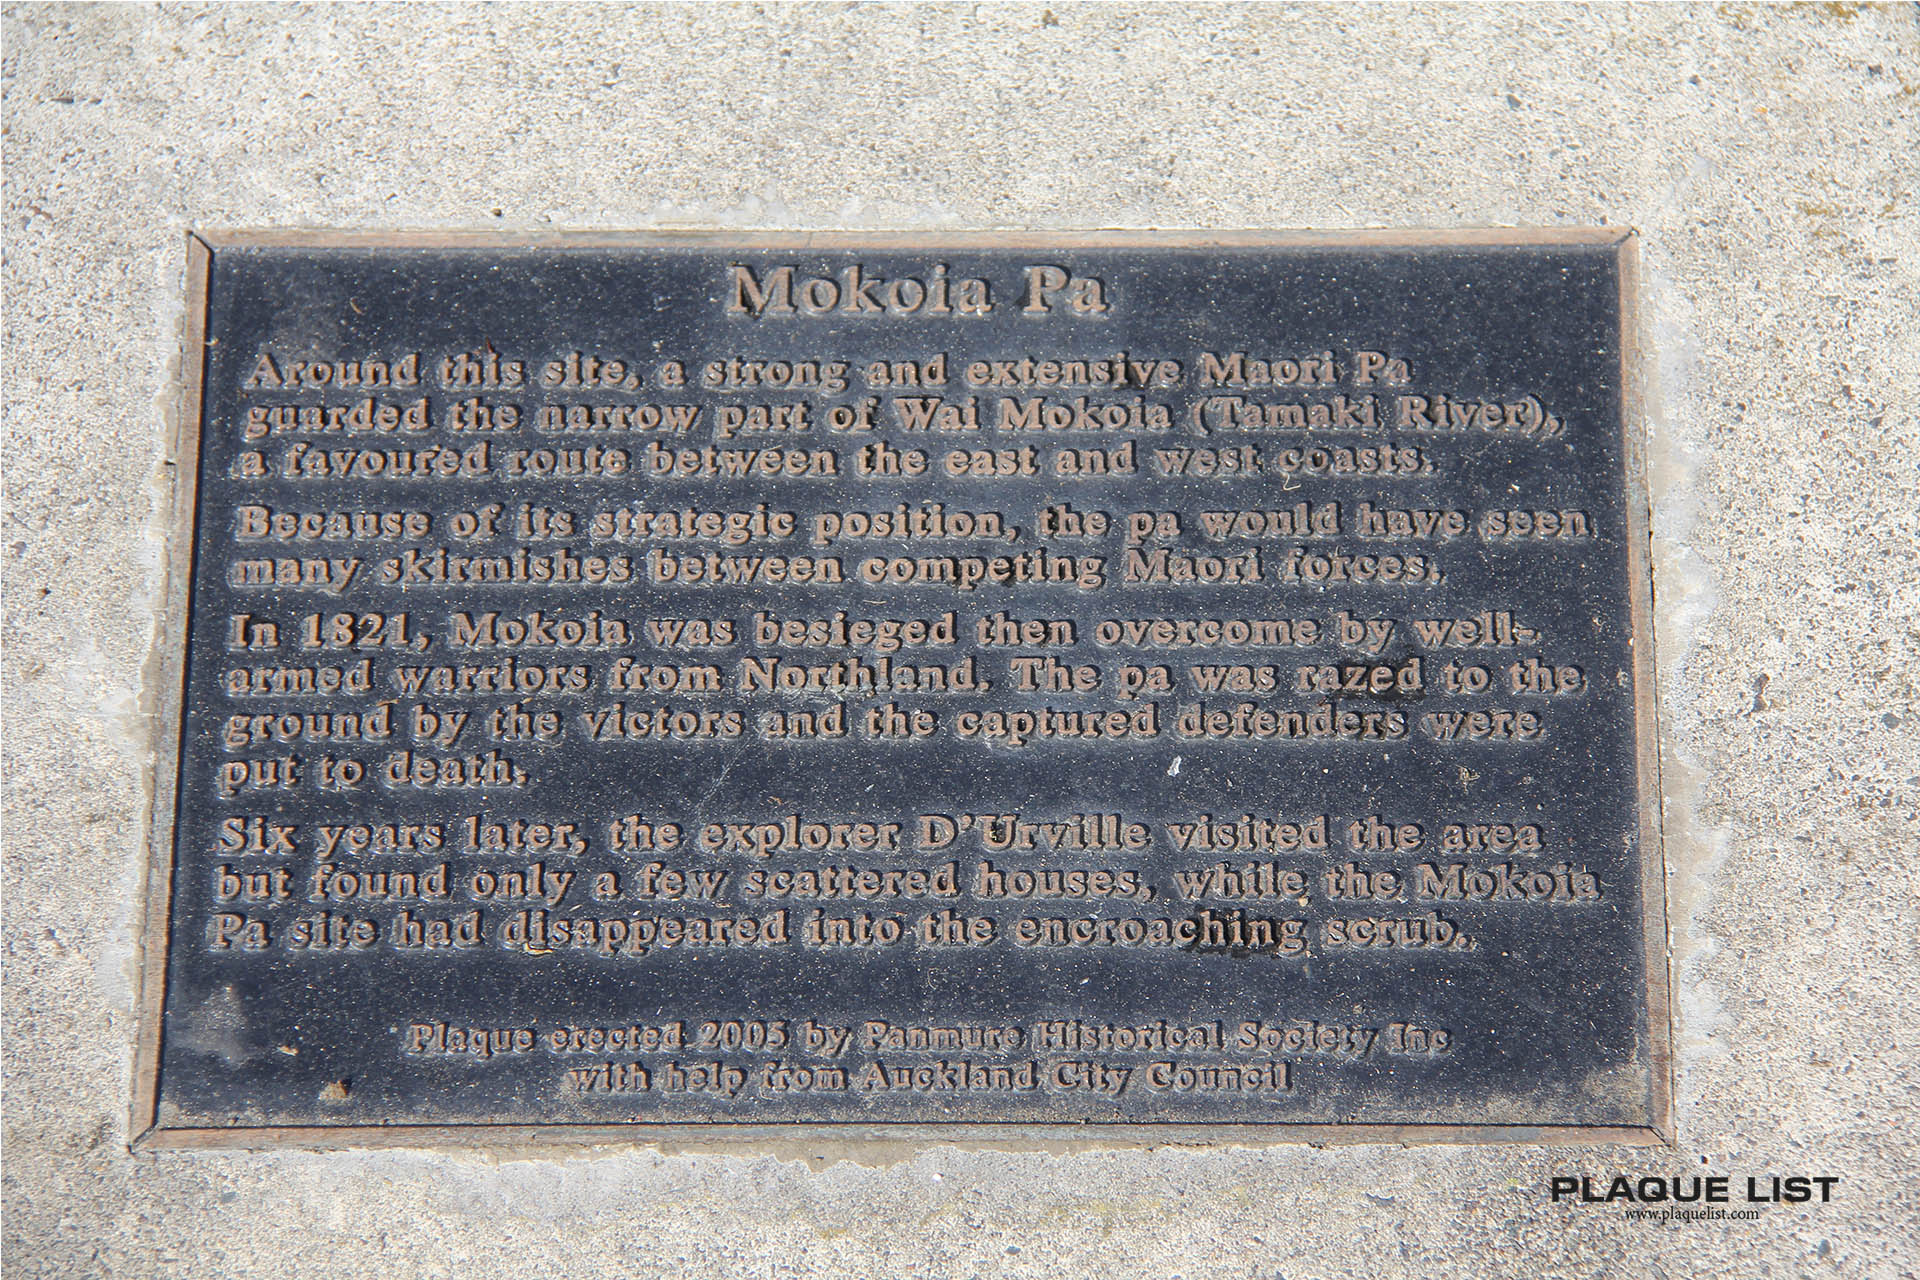 Mokoia Pa
Around this site, a strong and extensive Maori Pa
guarded the narrow part of Wai Mokoia (Tamaki River),
a favoured route between the east and west coasts.
Because of its strategic position, the pa would have seen
many skirmishes between competing Maori forces.
In 1821, Mokoia was besieged then overcome by well-
armed warriors from Northland. The pa was razed to the
ground by the victors and the captured defenders were
put to death.
Six years later, the explorer D'Urville visited the area
but found only a few scattered houses, while the Mokoia
Pa site had disappeared into the encroaching scrub.
Plaque erected 2005 by Panmure Historical Society Inc
with help from Auckland City Council
PLAQUE LIST
www.plaquelist.com